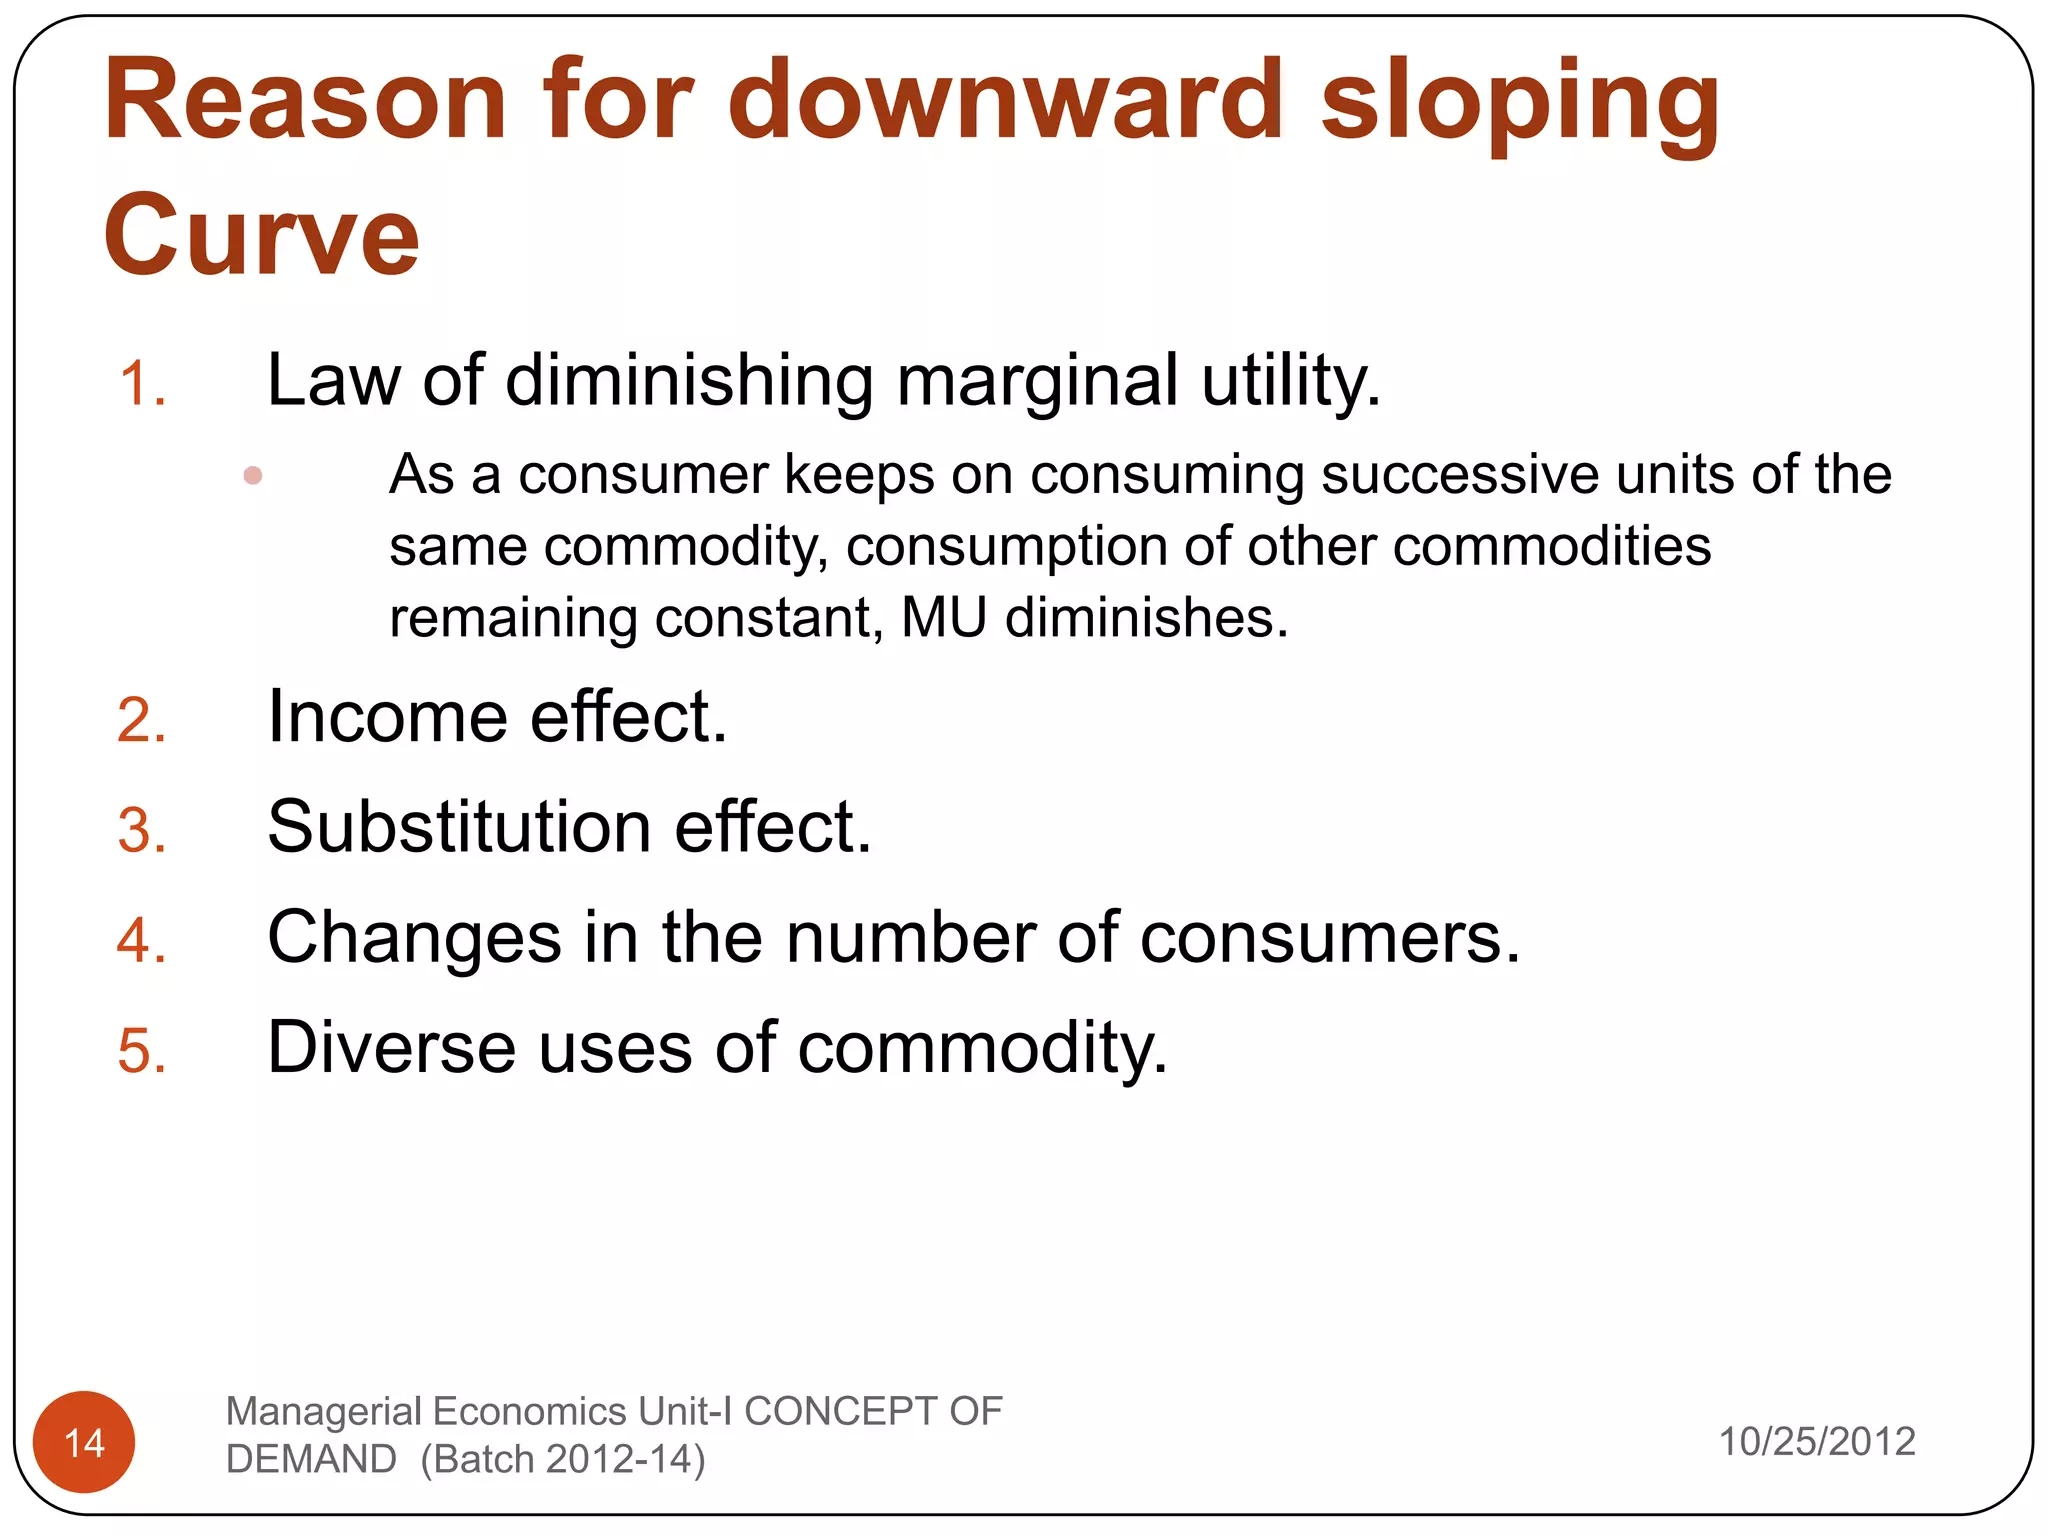 Reason for downward sloping
Curve
1. Law of diminishing marginal utility.
• As a consumer keeps on consuming successive units of the
same commodity, consumption of other commodities
remaining constant, MU diminishes.
2. Income effect.
3. Substitution effect.
4. Changes in the number of consumers.
5. Diverse uses of commodity.
14
Managerial Economics Unit-I CONCEPT OF
DEMAND (Batch 2012-14)
10/25/2012